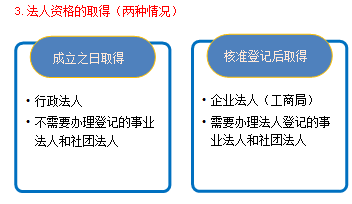 3.法人资格的取得（两种情况）
成立之日取得
• 行政法人
• 不需要办理登记的事业
法人和社团法人
核准登记后取得
• 企业法人（工商局）
• 需要办理法人登记的事
业法人和社团法人